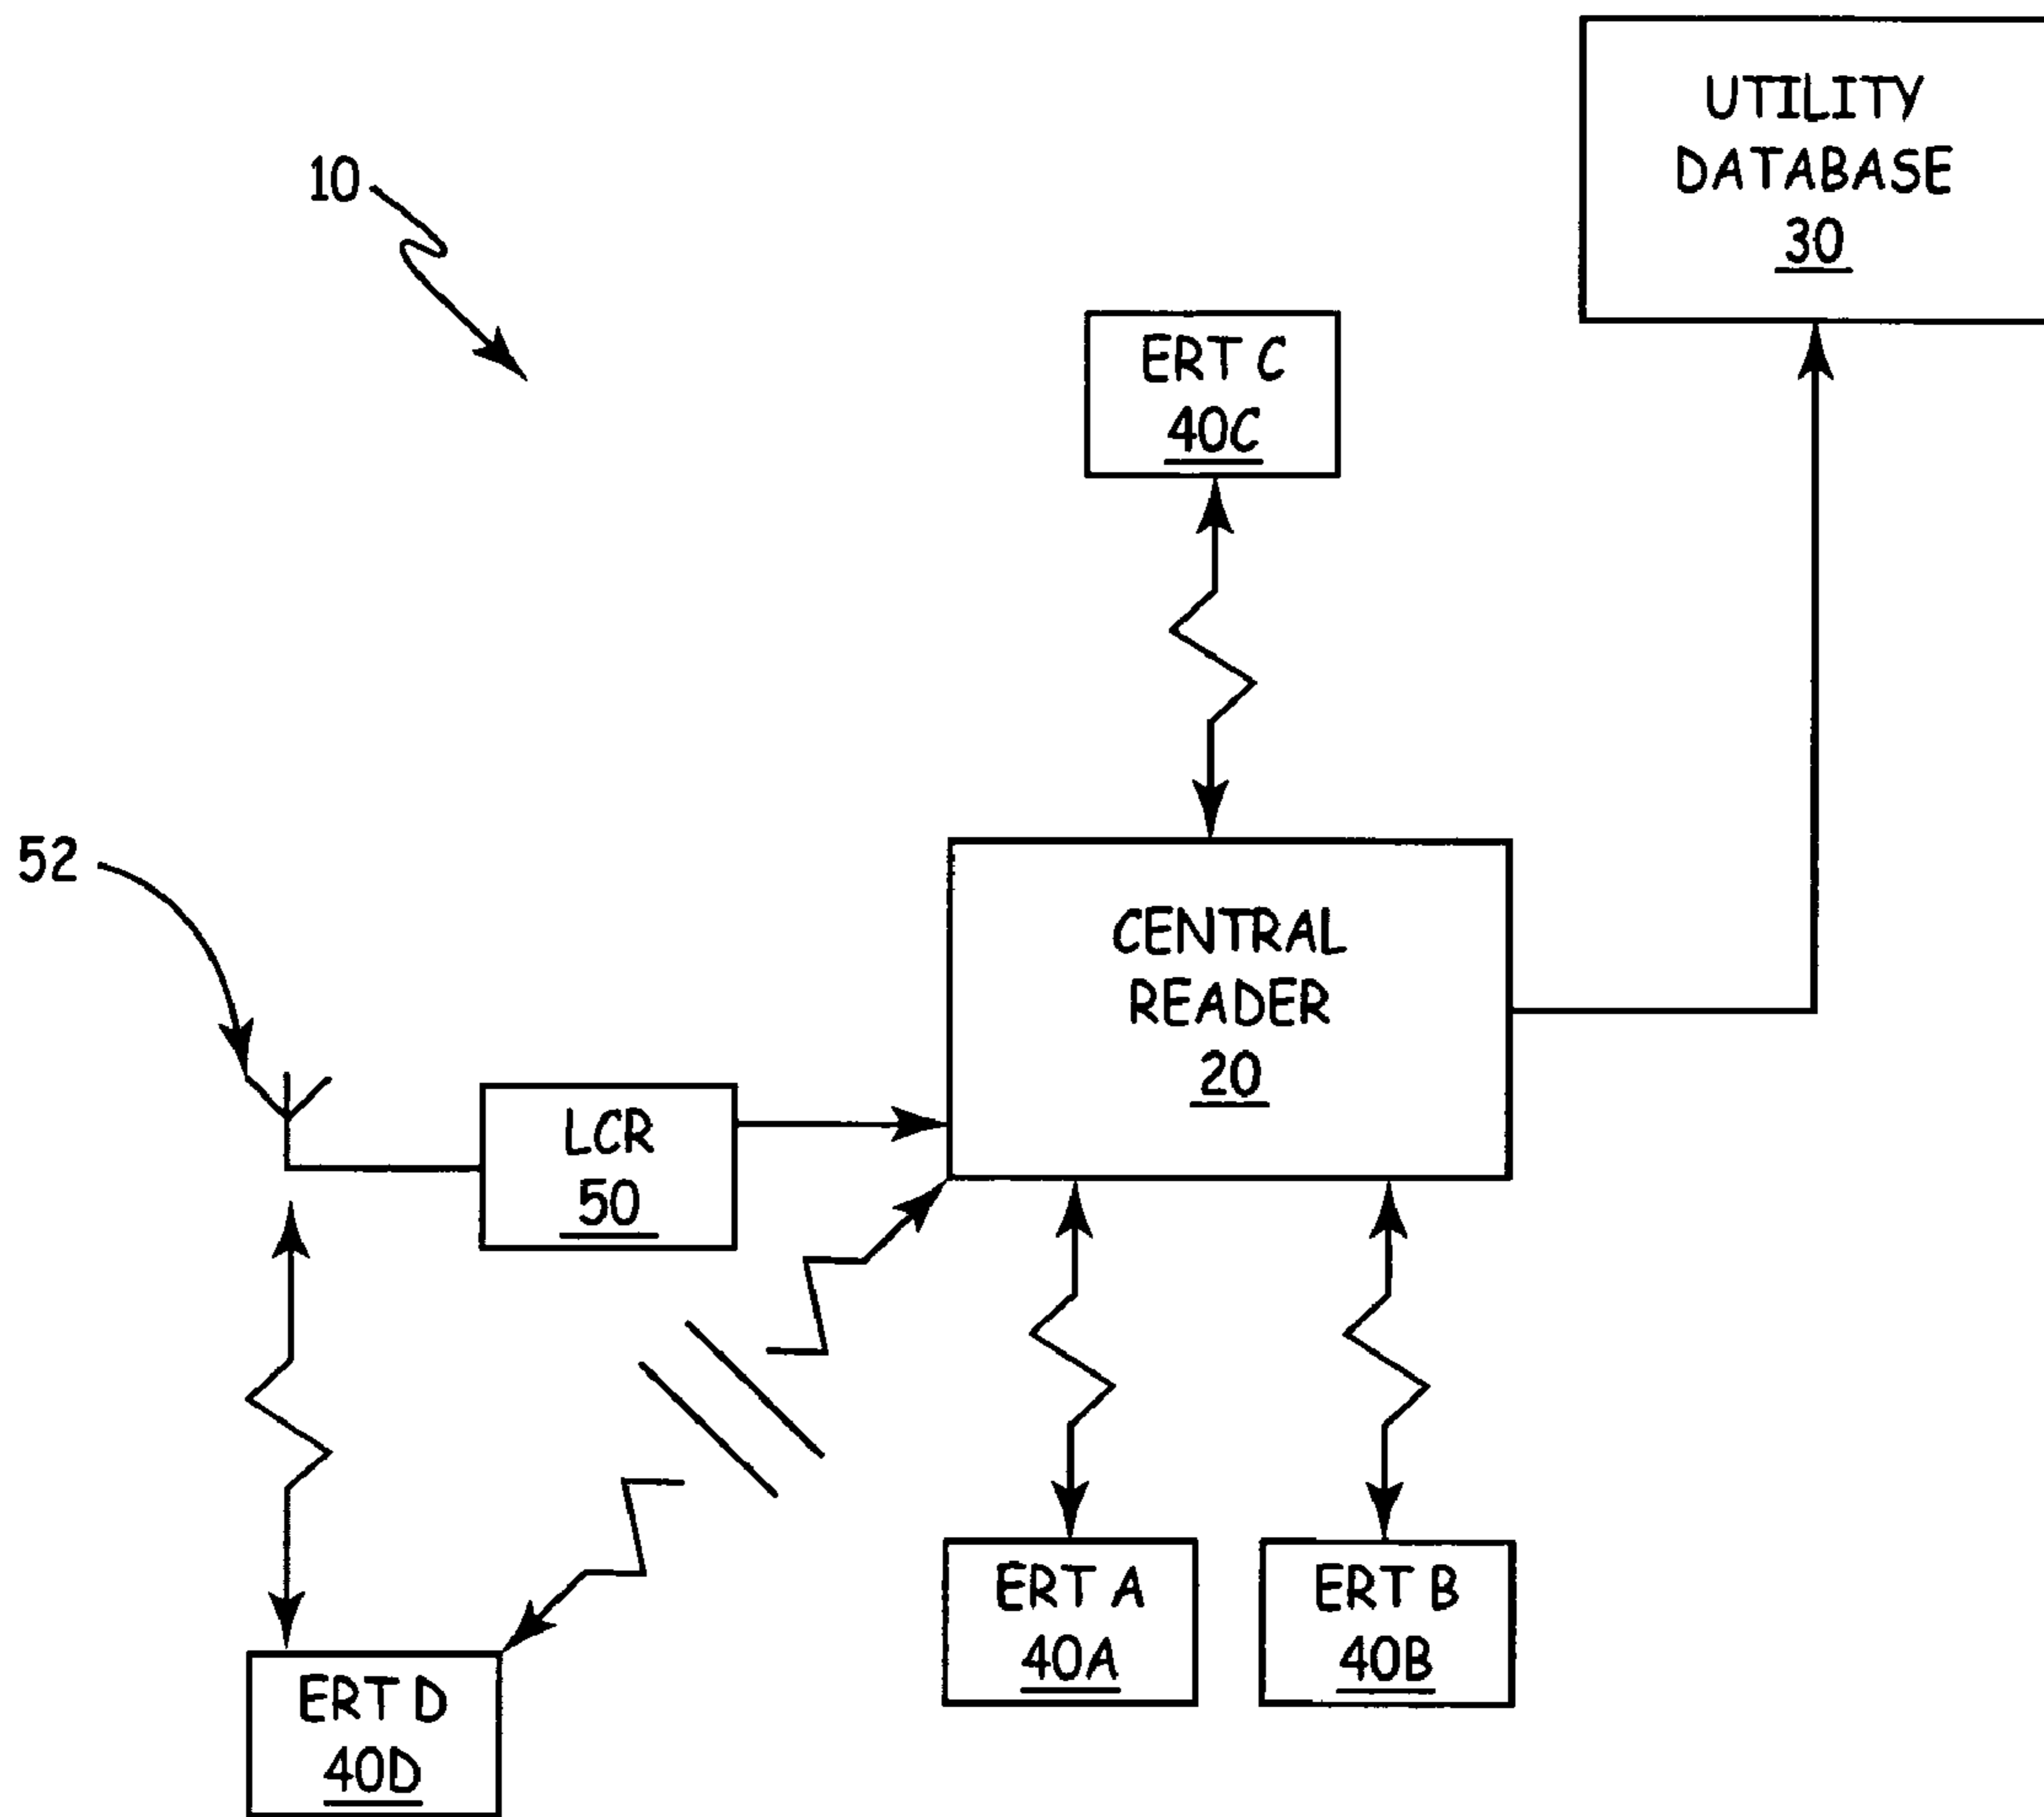 UTILITY
DATABASE
30
10
ERT C
40C
52
CENTRAL
READER
20
LCR
50
ERT A
40A
ERT B
40B
ERT D
40D